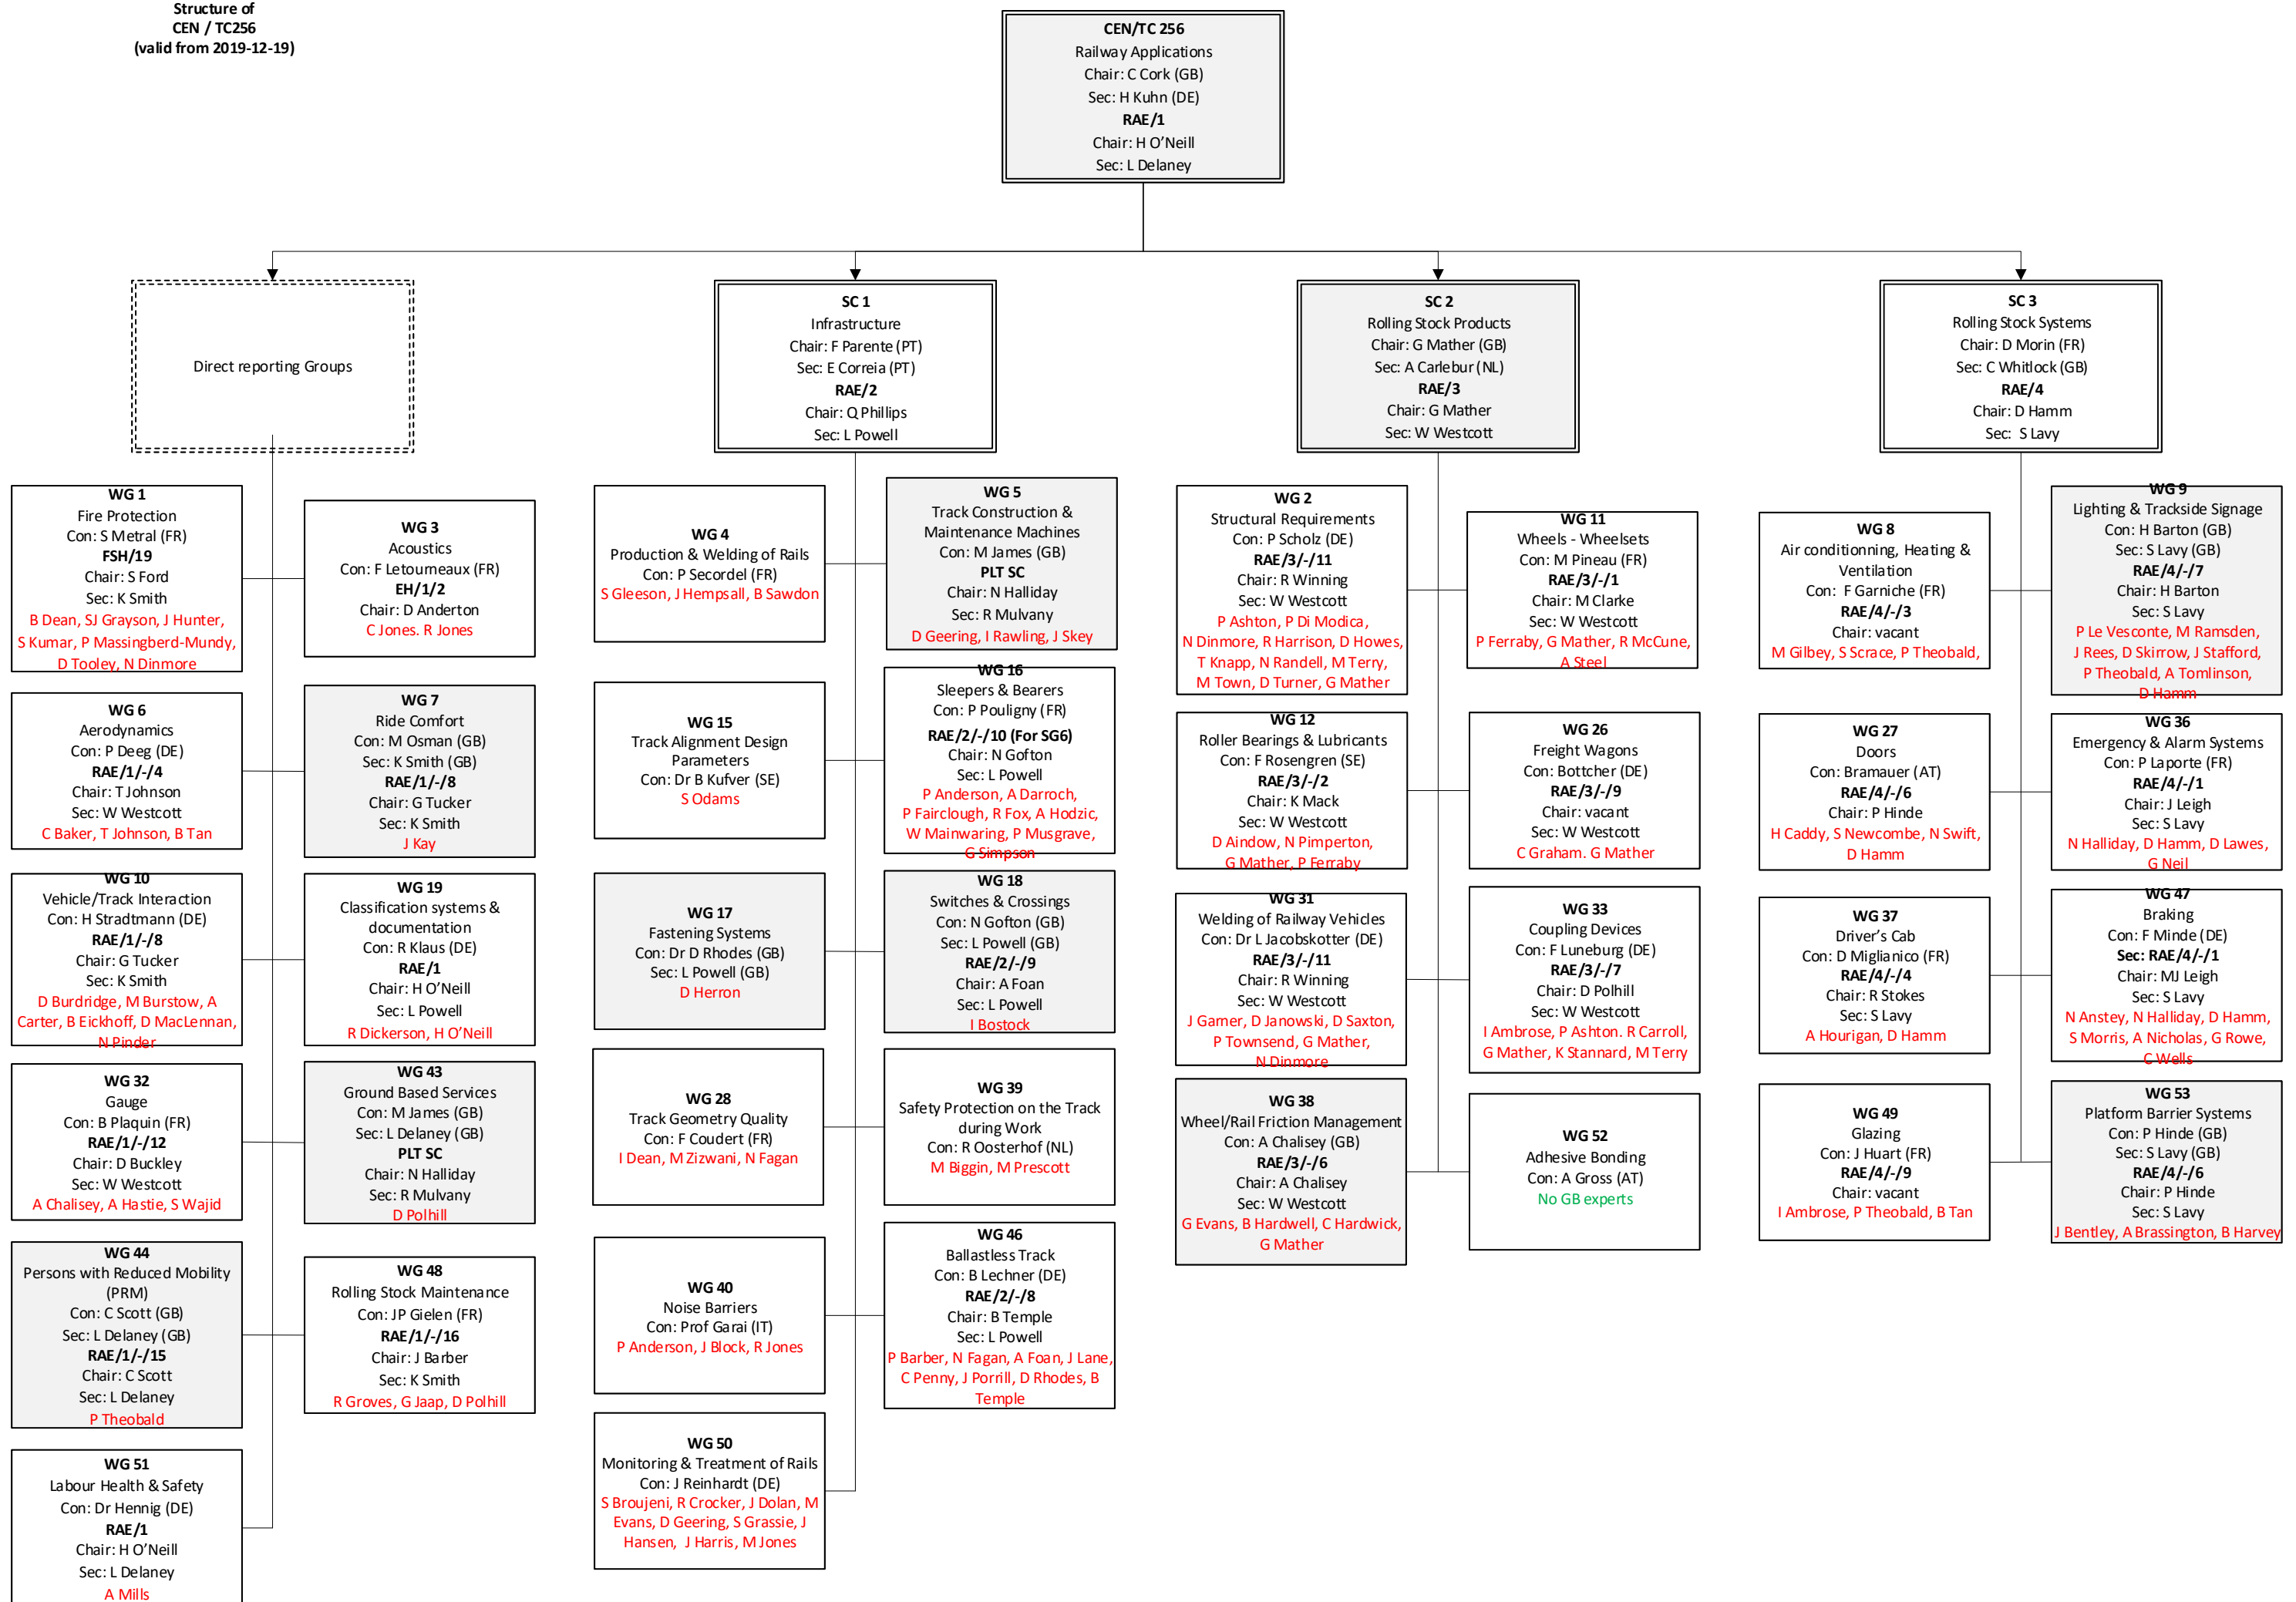 Structure of
CEN / TC256
(valid from 2019-12-19)
CEN/TC 256
Railway Applications
Chair: C Cork (GB)
Sec: H Kuhn (DE)
RAE/1
Chair: H O’Neill
Sec: L Delaney
Direct reporting Groups
SC 1
Infrastructure
Chair: F Parente (PT)
Sec: E Correia (PT)
RAE/2
Chair: Q Phillips
Sec: L Powell
SC 2
Rolling Stock Products
Chair: G Mather (GB)
Sec: A Carlebur (NL)
RAE/3
Chair: G Mather
Sec: W Westcott
SC 3
Rolling Stock Systems
Chair: D Morin (FR)
Sec: C Whitlock (GB)
RAE/4
Chair: D Hamm
Sec: S Lavy
WG 1
Fire Protection
Con: S Metral (FR)
FSH/19
Chair: S Ford
Sec: K Smith
B Dean, SJ Grayson, J Hunter,
S Kumar, P Massingberd-Mundy,
D Tooley, N Dinmore
WG 3
Acoustics
Con: F Letourneaux (FR)
EH/1/2
Chair: D Anderton
C Jones. R Jones
WG 6
Aerodynamics
Con: P Deeg (DE)
RAE/1/-/4
Chair: T Johnson
Sec: W Westcott
C Baker, T Johnson, B Tan
WG 7
Ride Comfort
Con: M Osman (GB)
Sec: K Smith (GB)
RAE/1/-/8
Chair: G Tucker
Sec: K Smith
J Kay
WG 10
Vehicle/Track Interaction
Con: H Stradtmann (DE)
RAE/1/-/8
Chair: G Tucker
Sec: K Smith
D Burdridge, M Burstow, A
Carter, B Eickhoff, D MacLennan,
N Pinder
WG 19
Classification systems &
documentation
Con: R Klaus (DE)
RAE/1
Chair: H O’Neill
Sec: L Powell
R Dickerson, H O’Neill
WG 32
Gauge
Con: B Plaquin (FR)
RAE/1/-/12
Chair: D Buckley
Sec: W Westcott
A Chalisey, A Hastie, S Wajid
WG 43
Ground Based Services
Con: M James (GB)
Sec: L Delaney (GB)
PLT SC
Chair: N Halliday
Sec: R Mulvany
D Polhill
WG 44
Persons with Reduced Mobility
(PRM)
Con: C Scott (GB)
Sec: L Delaney (GB)
RAE/1/-/15
Chair: C Scott
Sec: L Delaney
P Theobald
WG 48
Rolling Stock Maintenance
Con: JP Gielen (FR)
RAE/1/-/16
Chair: J Barber
Sec: K Smith
R Groves, G Jaap, D Polhill
WG 51
Labour Health & Safety
Con: Dr Hennig (DE)
RAE/1
Chair: H O’Neill
Sec: L Delaney
A Mills
WG 4
Production & Welding of Rails
Con: P Secordel (FR)
S Gleeson, J Hempsall, B Sawdon
WG 5
Track Construction &
Maintenance Machines
Con: M James (GB)
PLT SC
Chair: N Halliday
Sec: R Mulvany
D Geering, I Rawling, J Skey
WG 15
Track Alignment Design
Parameters
Con: Dr B Kufver (SE)
S Odams
WG 16
Sleepers & Bearers
Con: P Pouligny (FR)
RAE/2/-/10 (For SG6)
Chair: N Gofton
Sec: L Powell
P Anderson, A Darroch,
P Fairclough, R Fox, A Hodzic,
W Mainwaring, P Musgrave,
G Simpson
WG 17
Fastening Systems
Con: Dr D Rhodes (GB)
Sec: L Powell (GB)
D Herron
WG 18
Switches & Crossings
Con: N Gofton (GB)
Sec: L Powell (GB)
RAE/2/-/9
Chair: A Foan
Sec: L Powell
I Bostock
WG 28
Track Geometry Quality
Con: F Coudert (FR)
I Dean, M Zizwani, N Fagan
WG 39
Safety Protection on the Track
during Work
Con: R Oosterhof (NL)
M Biggin, M Prescott
WG 40
Noise Barriers
Con: Prof Garai (IT)
P Anderson, J Block, R Jones
WG 46
Ballastless Track
Con: B Lechner (DE)
RAE/2/-/8
Chair: B Temple
Sec: L Powell
P Barber, N Fagan, A Foan, J Lane,
C Penny, J Porrill, D Rhodes, B
Temple
WG 50
Monitoring & Treatment of Rails
Con: J Reinhardt (DE)
S Broujeni, R Crocker, J Dolan, M
Evans, D Geering, S Grassie, J
Hansen, J Harris, M Jones
WG 2
Structural Requirements
Con: P Scholz (DE)
RAE/3/-/11
Chair: R Winning
Sec: W Westcott
P Ashton, P Di Modica,
N Dinmore, R Harrison, D Howes,
T Knapp, N Randell, M Terry,
M Town, D Turner, G Mather
WG 11
Wheels - Wheelsets
Con: M Pineau (FR)
RAE/3/-/1
Chair: M Clarke
Sec: W Westcott
P Ferraby, G Mather, R McCune,
A Steel
WG 12
Roller Bearings & Lubricants
Con: F Rosengren (SE)
RAE/3/-/2
Chair: K Mack
Sec: W Westcott
D Aindow, N Pimperton,
G Mather, P Ferraby
WG 26
Freight Wagons
Con: Bottcher (DE)
RAE/3/-/9
Chair: vacant
Sec: W Westcott
C Graham. G Mather
WG 31
Welding of Railway Vehicles
Con: Dr L Jacobskotter (DE)
RAE/3/-/11
Chair: R Winning
Sec: W Westcott
J Garner, D Janowski, D Saxton,
P Townsend, G Mather,
N Dinmore
WG 33
Coupling Devices
Con: F Luneburg (DE)
RAE/3/-/7
Chair: D Polhill
Sec: W Westcott
I Ambrose, P Ashton. R Carroll,
G Mather, K Stannard, M Terry
WG 38
Wheel/Rail Friction Management
Con: A Chalisey (GB)
RAE/3/-/6
Chair: A Chalisey
Sec: W Westcott
G Evans, B Hardwell, C Hardwick,
G Mather
WG 52
Adhesive Bonding
Con: A Gross (AT)
No GB experts
WG 8
Air conditionning, Heating &
Ventilation
Con: F Garniche (FR)
RAE/4/-/3
Chair: vacant
M Gilbey, S Scrace, P Theobald,
WG 9
Lighting & Trackside Signage
Con: H Barton (GB)
Sec: S Lavy (GB)
RAE/4/-/7
Chair: H Barton
Sec: S Lavy
P Le Vesconte, M Ramsden,
J Rees, D Skirrow, J Stafford,
P Theobald, A Tomlinson,
D Hamm
WG 27
Doors
Con: Bramauer (AT)
RAE/4/-/6
Chair: P Hinde
H Caddy, S Newcombe, N Swift,
D Hamm
WG 36
Emergency & Alarm Systems
Con: P Laporte (FR)
RAE/4/-/1
Chair: J Leigh
Sec: S Lavy
N Halliday, D Hamm, D Lawes,
G Neil
WG 37
Driver’s Cab
Con: D Miglianico (FR)
RAE/4/-/4
Chair: R Stokes
Sec: S Lavy
A Hourigan, D Hamm
WG 47
Braking
Con: F Minde (DE)
Sec: RAE/4/-/1
Chair: MJ Leigh
Sec: S Lavy
N Anstey, N Halliday, D Hamm,
S Morris, A Nicholas, G Rowe,
C Wells
WG 49
Glazing
Con: J Huart (FR)
RAE/4/-/9
Chair: vacant
I Ambrose, P Theobald, B Tan
WG 53
Platform Barrier Systems
Con: P Hinde (GB)
Sec: S Lavy (GB)
RAE/4/-/6
Chair: P Hinde
Sec: S Lavy
J Bentley, A Brassington, B Harvey